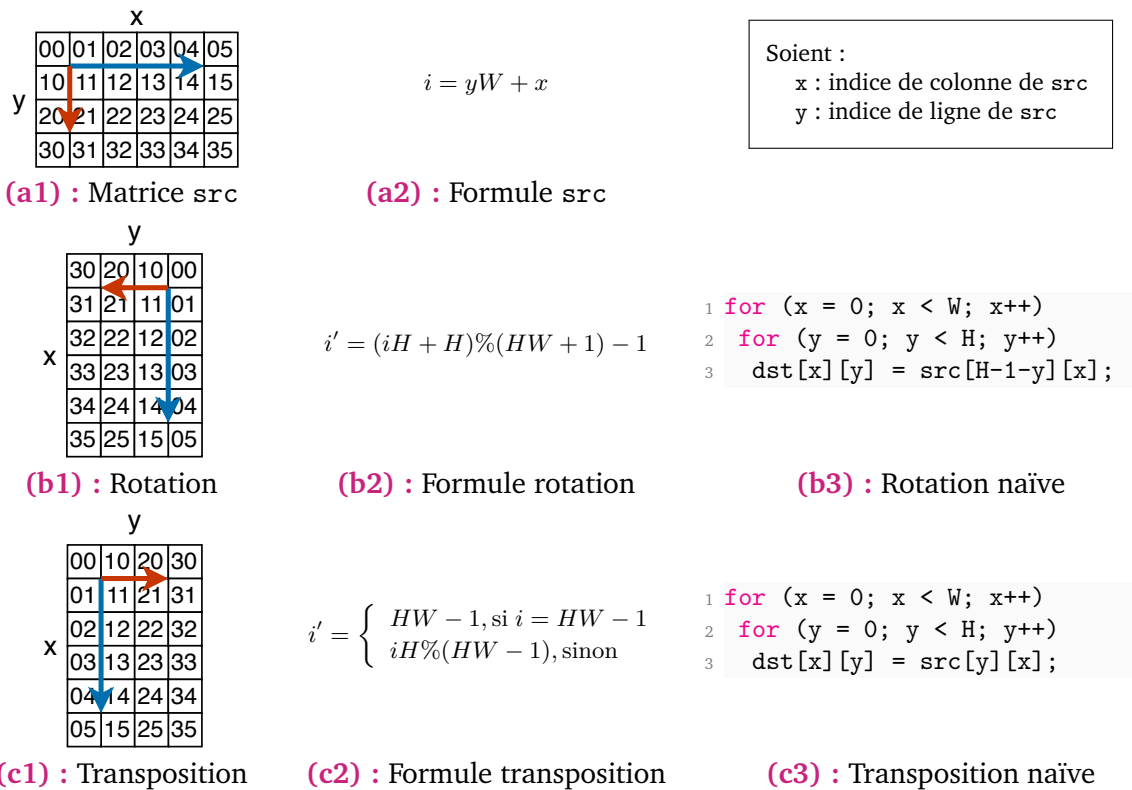 x
00 01 02 03 04 05
y
10 11 12 13 14 15
20 21 22 23 24 25
30 31 32 33 34 35
(a1) : Matrice src
i = yW + x
(a2) : Formule src
Soient :
x : indice de colonne de src
y : indice de ligne de src
y
30 20 10 00
31 21 11 01
32 22 12 02
x
33 23 13 03
34 24 14 04
35 25 15 05
(b1) : Rotation
i′ = (iH + H)%(HW + 1) − 1
(b2) : Formule rotation
1 for (x = 0; x < W; x++)
2 for (y = 0; y < H; y++)
3 dst[x][y] = src[H-1-y][x];
(b3) : Rotation naïve
y
00 10 20 30
01 11 21 31
02 12 22 32
x
03 13 23 33
04 14 24 34
05 15 25 35
(c1) : Transposition
i′ = { HW − 1, si i = HW − 1
iH%(HW − 1), sinon
(c2) : Formule transposition
1 for (x = 0; x < W; x++)
2 for (y = 0; y < H; y++)
3 dst[x][y] = src[y][x];
(c3) : Transposition naïve